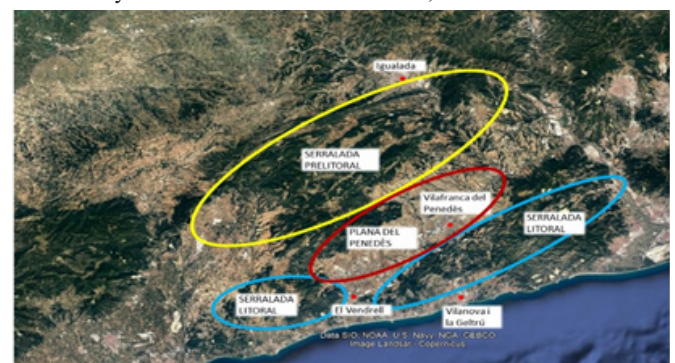 Igualada
SERRALADA
PRELITORAL
Vilafranca del
Penedès
SERRALADA
LITORAL
PLANA DEL
PENEDÈS
SERRALADA
LITORAL
El Vendrell
Vilanova i
la Geltrú
Data SIO, NOAA, U.S. Navy, NGA, GEBCO
Image Landsat - Copernicus